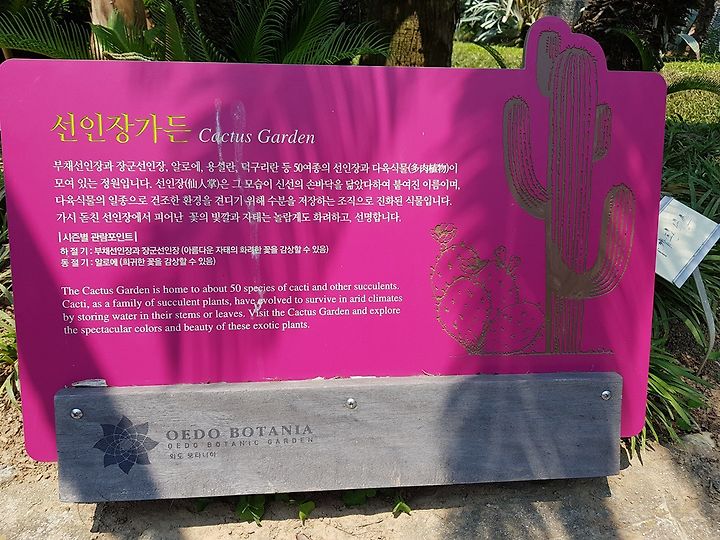 선인장가든 Cactus Garden
부채선인장과 장군선인장, 알로에, 용설란, 덕구리란 등 50여종의 선인장과 다육식물(多肉植物)이
모여 있는 정원입니다. 선인장(仙人掌)은 그 모습이 신선의 손바닥을 닮았다하여 붙여진 이름이며,
다육식물의 일종으로 건조한 환경을 견디기 위해 수분을 저장하는 조직으로 진화된 식물입니다.
가시 돋친 선인장에서 피어난 꽃의 빛깔과 자태는 놀랍게도 화려하고, 선명합니다.
| 시즌별 관람포인트 |
하 절 기 : 부채선인장과 장군선인장 (아름다운 자태의 화려한 꽃을 감상할 수 있음)
동 절 기 : 알로에 (희귀한 꽃을 감상할 수 있음)
The Cactus Garden is home to about 50 species of cacti and other succulents.
Cacti, as a family of succulent plants, have evolved to survive in arid climates
by storing water in their stems or leaves. Visit the Cactus Garden and explore
the spectacular colors and beauty of these exotic plants.
OEDO BOTANIA
OEDO BOTANIC GARDEN
외도 보타니아